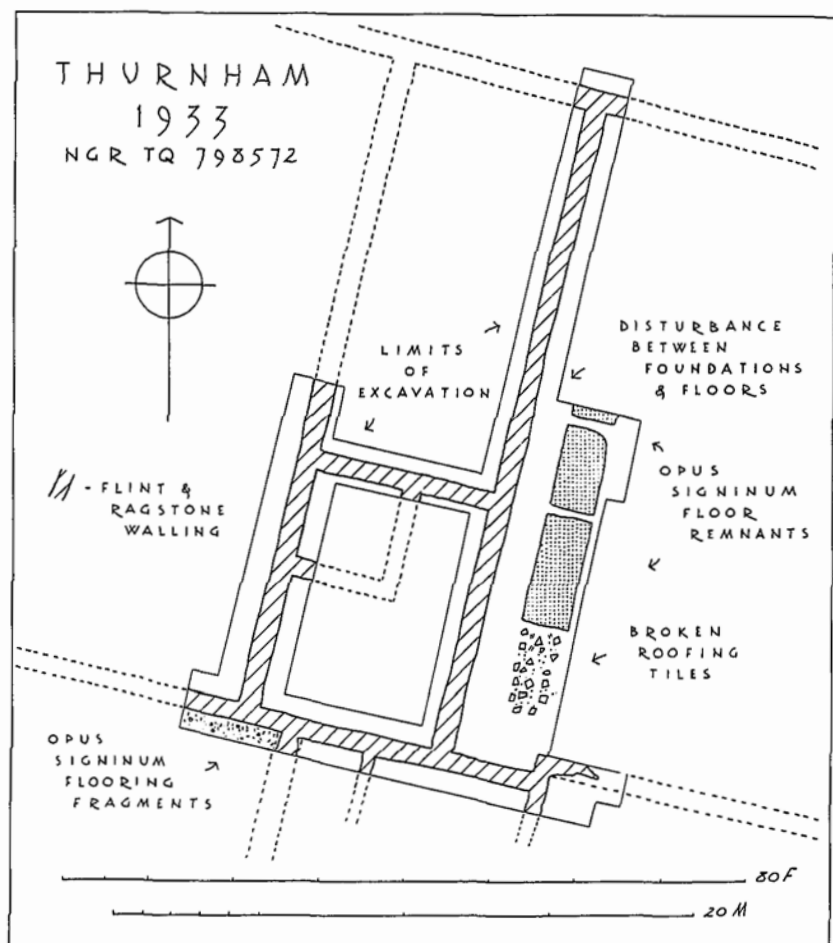 THURNHAM
1933
NGR TQ 798572
LIMITS
OF
EXCAVATION
DISTURBANCE
BETWEEN
FOUNDATIONS
& FLOORS
- FLINT &
RAGSTONE
WALLING
OPUS
SIGNINUM
FLOOR
REMNANTS
BROKEN
ROOFING
TILES
OPUS
SIGNINUM
FLOORING
FRAGMENTS
80F
20M